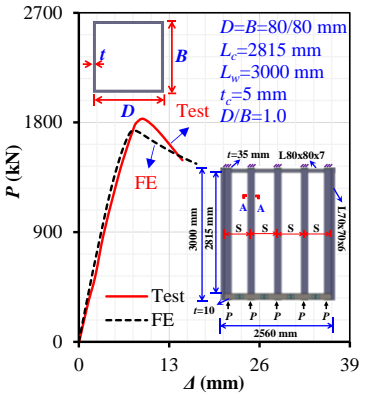 2700
1800
900
0
P (kN)
0 13 26 39
Δ (mm)
t
B
D
D=B=80/80 mm
Lc=2815 mm
Lw=3000 mm
tc=5 mm
D/B=1.0
Test
FE
Test
FE
t=35 mm L80x80x7
3000 mm
2815 mm
L70x70x6
A A
S S S S
t=10
P P P P P
2560 mm